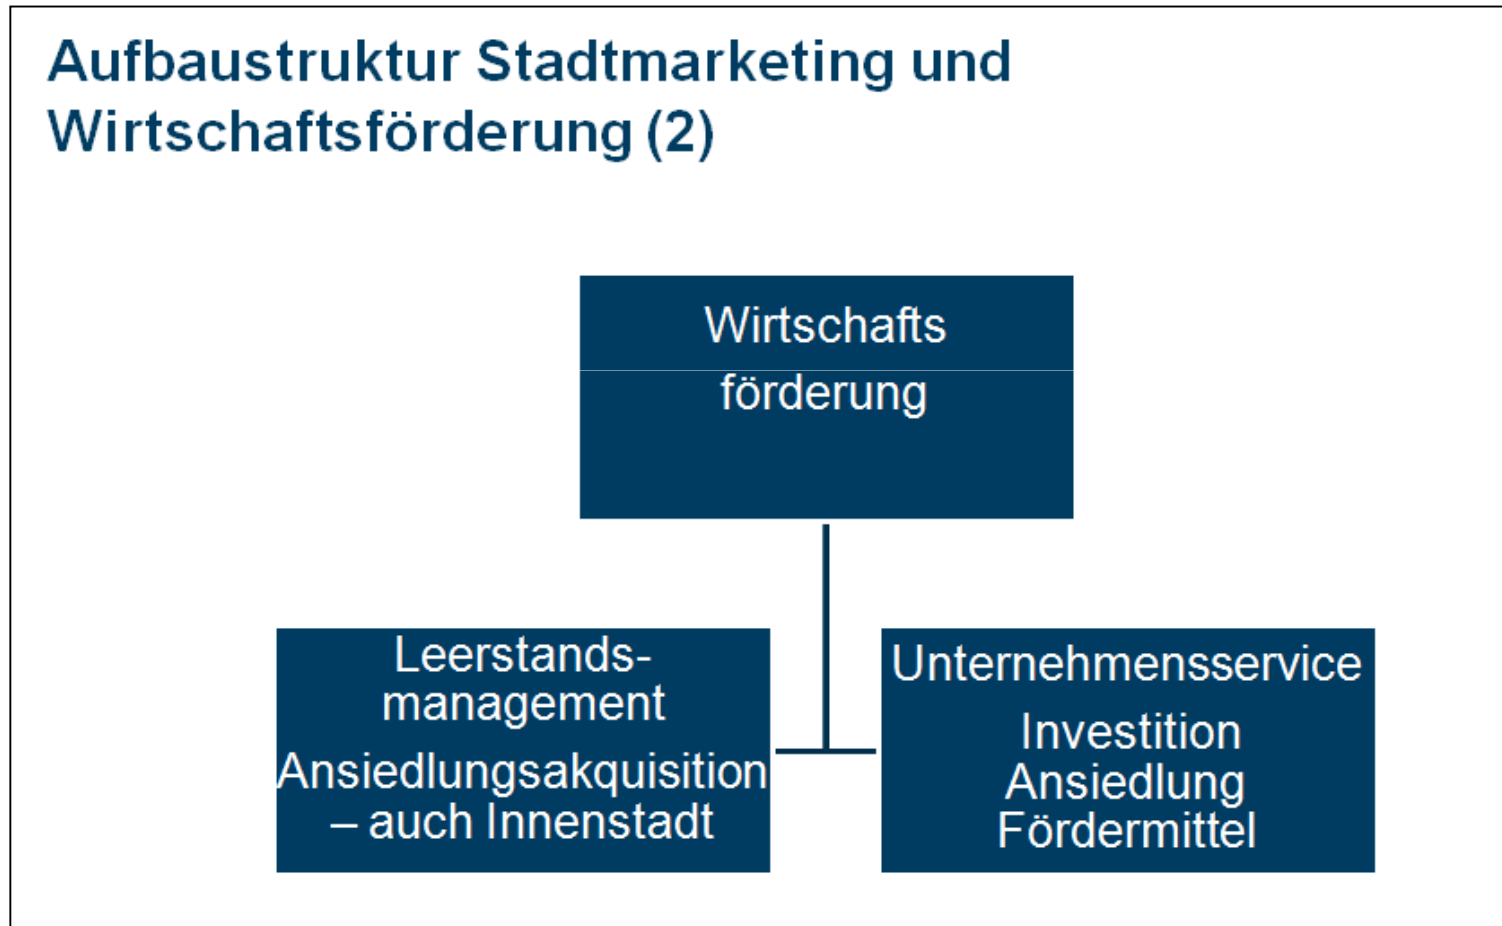 Aufbaustruktur Stadtmarketing und
Wirtschaftsförderung (2)
Wirtschafts
förderung
Leerstands-
management
Ansiedlungsakquisition
– auch Innenstadt
Unternehmensservice
Investition
Ansiedlung
Fördermittel